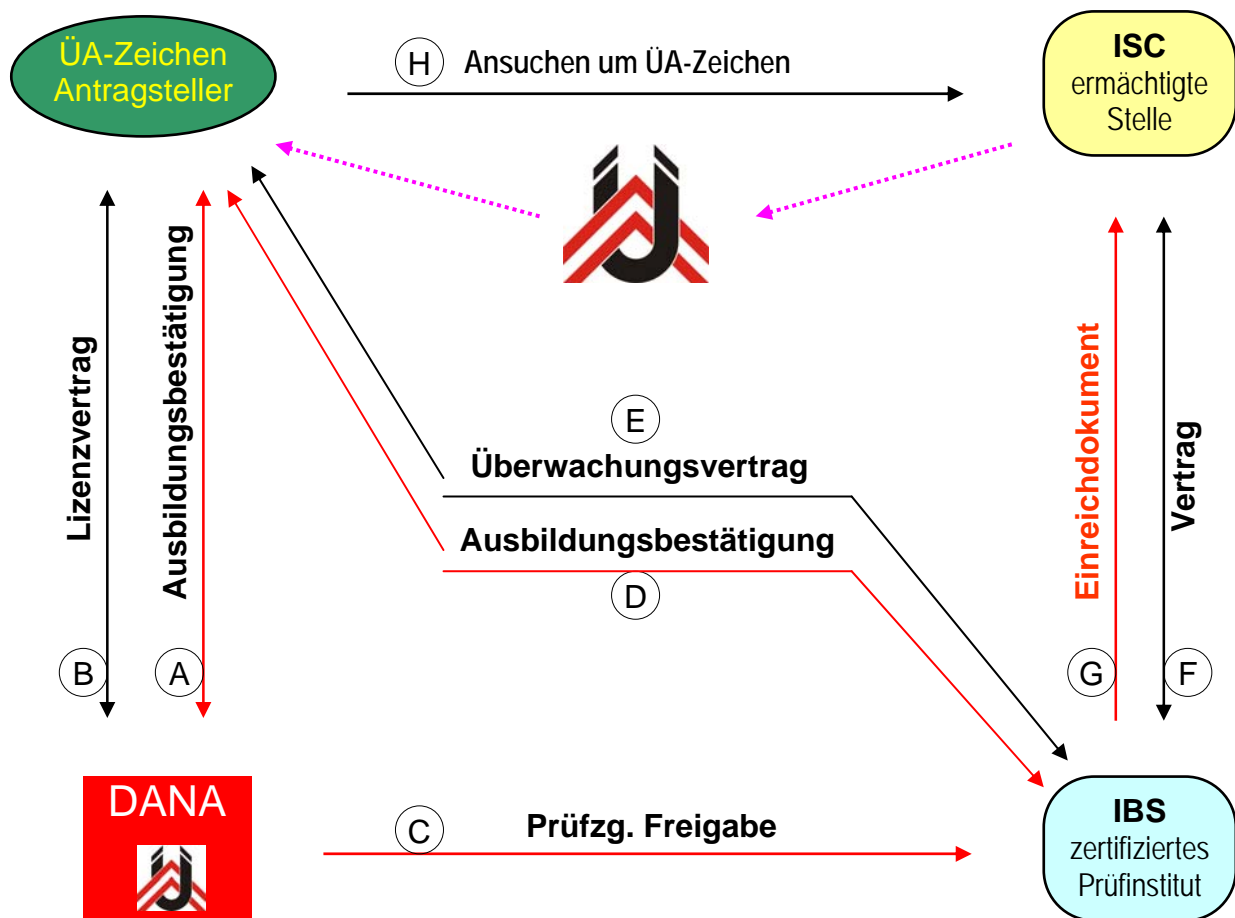 ÜA-Zeichen
Antragsteller
H Ansuchen um ÜA-Zeichen
ISC
ermächtigte
Stelle
Lizenzvertrag
Ausbildungsbestätigung
E
Überwachungsvertrag
Ausbildungsbestätigung
D
Einreichdokument
Vertrag
B
A
G
F
DANA
C
Prüfzg. Freigabe
IBS
zertifiziertes
Prüfinstitut